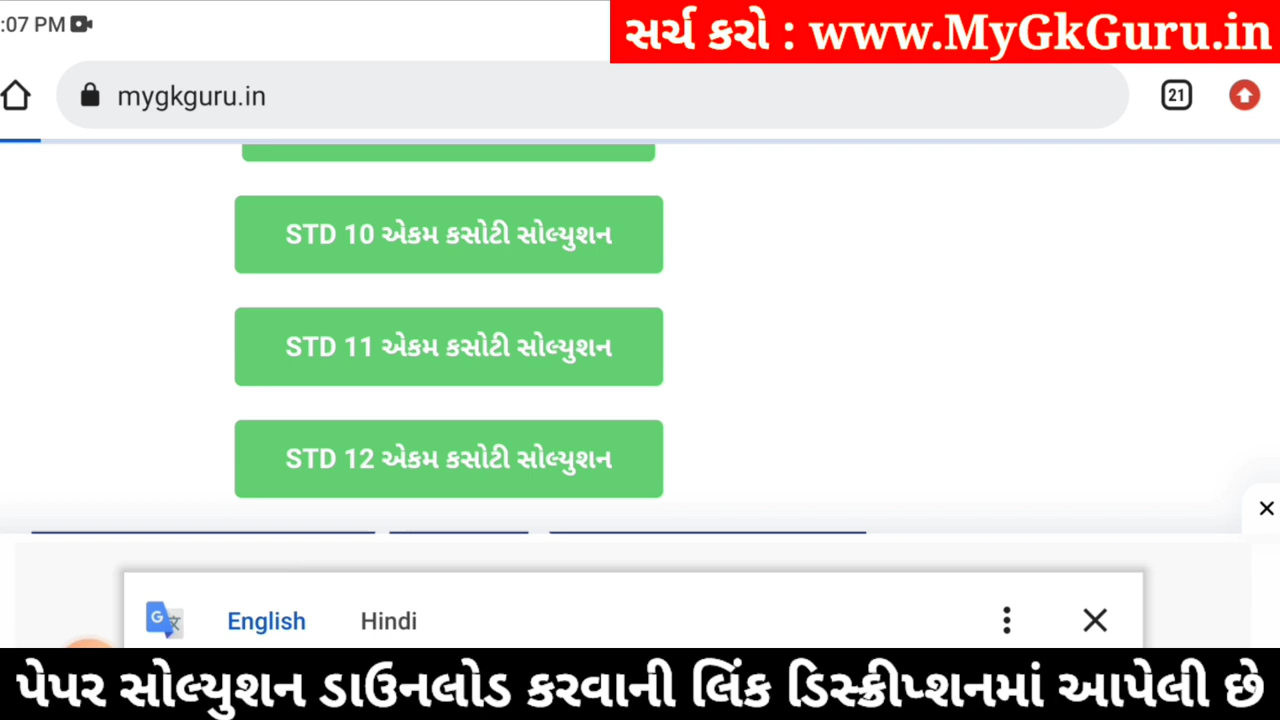 :07 PM
સર્ચ કરો : www.MyGkGuru.in
mygkguru.in
21
STD 10 એકમ કસોટી સોલ્યુશન
STD 11 એકમ કસોટી સોલ્યુશન
STD 12 એકમ કસોટી સોલ્યુશન
English Hindi
પેપર સોલ્યુશન ડાઉનલોડ કરવાની લિંક ડિસ્ક્રીપ્શનમાં આપેલી છે